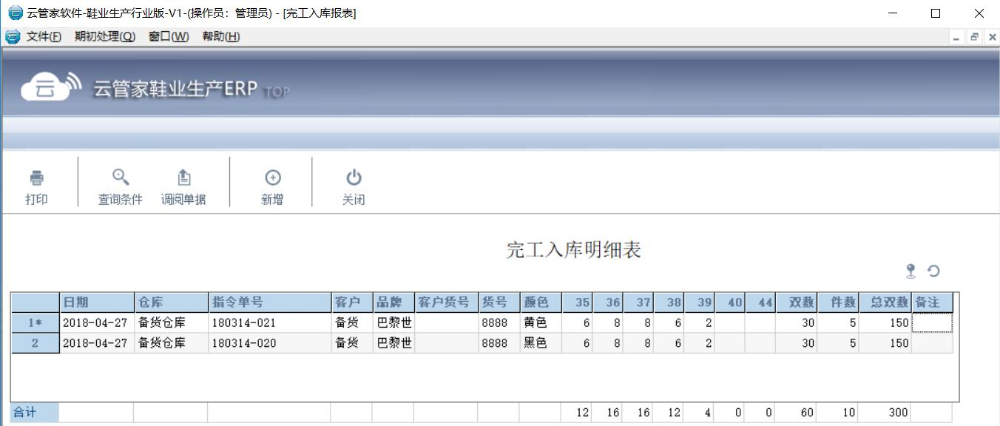 云管家软件-鞋业生产行业版-V1-(操作员：管理员) - [完工入库报表]
文件(F) 期初处理(Q) 窗口(W) 帮助(H)
云 云管家鞋业生产ERP TOP
打印 查询条件 调阅单据 新增 关闭
完工入库明细表
日期 仓库 指令单号 客户 品牌 客户货号 货号 颜色 35 36 37 38 39 40 44 双数 件数 总双数 备注
1* 2018-04-27 备货仓库 180314-021 备货 巴黎世 8888 黄色 6 8 8 6 2 30 5 150
2 2018-04-27 备货仓库 180314-020 备货 巴黎世 8888 黑色 6 8 8 6 2 30 5 150
合计 12 16 16 12 4 0 0 60 10 300